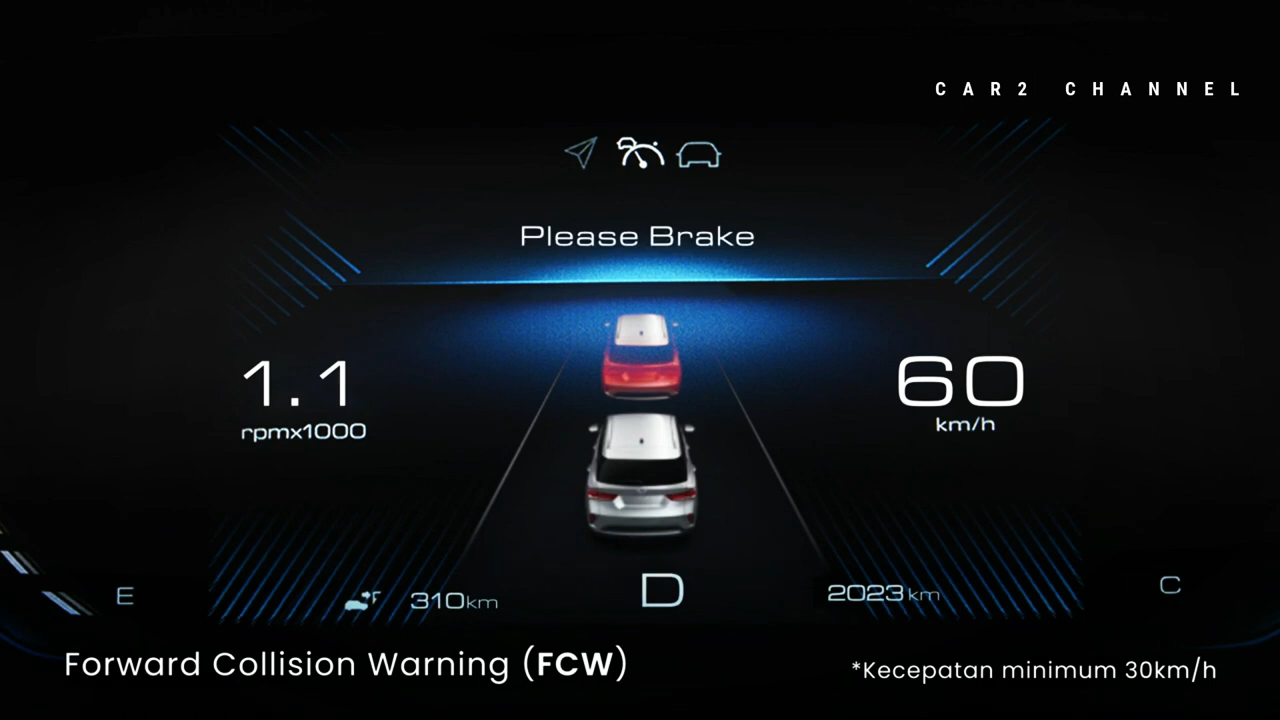 CAR2 CHANNEL
Please Brake
1.1
rpmx1000
60
km/h
E
310km
D
2023km
C
Forward Collision Warning (FCW)
*Kecepatan minimum 30km/h